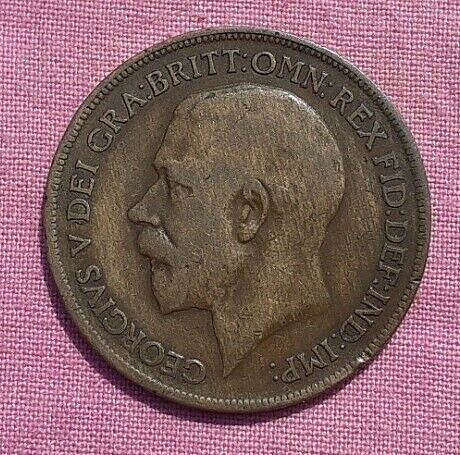 GEORGIVS V DEI GRA:BRITT:OMN:REX FID:DEF:IND:IMP: